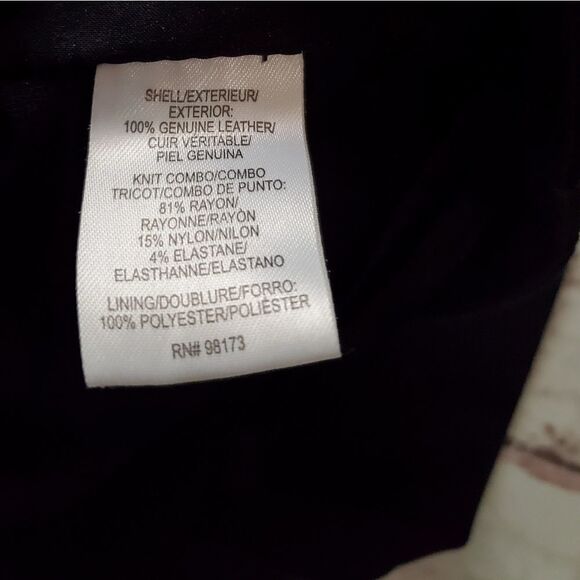 SHELL/EXTERIEUR/
EXTERIOR:
100% GENUINE LEATHER/
CUIR VÉRITABLE/
PIEL GENUINA
KNIT COMBO/COMBO
TRICOT/COMBO DE PUNTO:
81% RAYON/
RAYONNE/RAYÓN
15% NYLON/NILON
4% ELASTANE/
ELASTHANNE/ELASTANO
LINING/DOUBLURE/FORRO:
100% POLYESTER/POLIÉSTER
RN# 98173